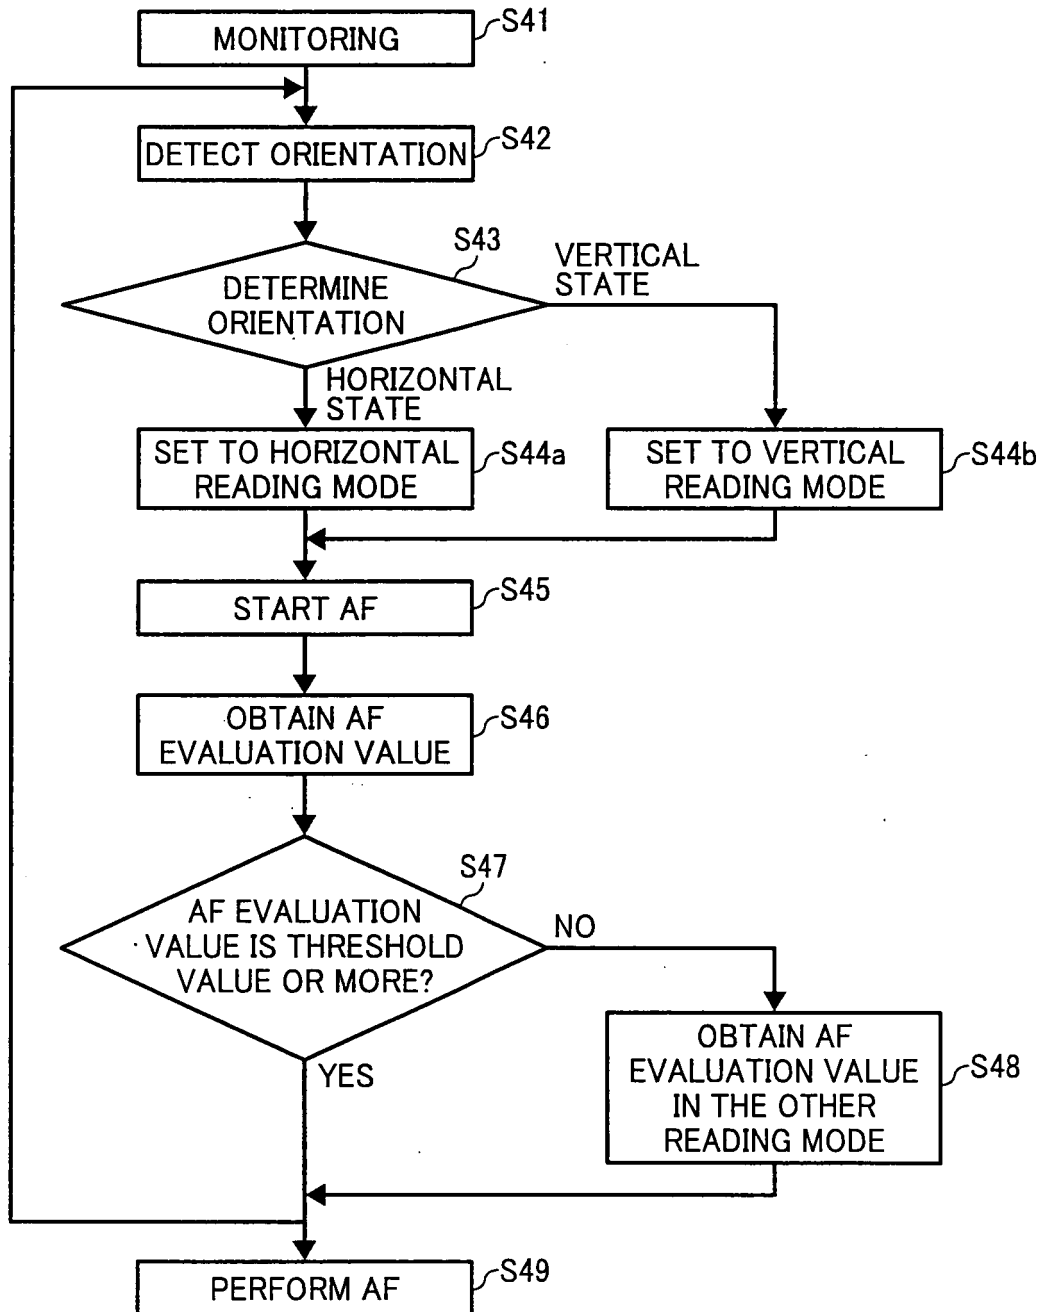 MONITORING
S41
DETECT ORIENTATION
S42
S43
DETERMINE
ORIENTATION
VERTICAL
STATE
HORIZONTAL
STATE
SET TO HORIZONTAL
READING MODE
S44a
SET TO VERTICAL
READING MODE
S44b
START AF
S45
OBTAIN AF
EVALUATION VALUE
S46
S47
AF EVALUATION
VALUE IS THRESHOLD
VALUE OR MORE?
NO
YES
OBTAIN AF
EVALUATION VALUE
IN THE OTHER
READING MODE
S48
PERFORM AF
S49